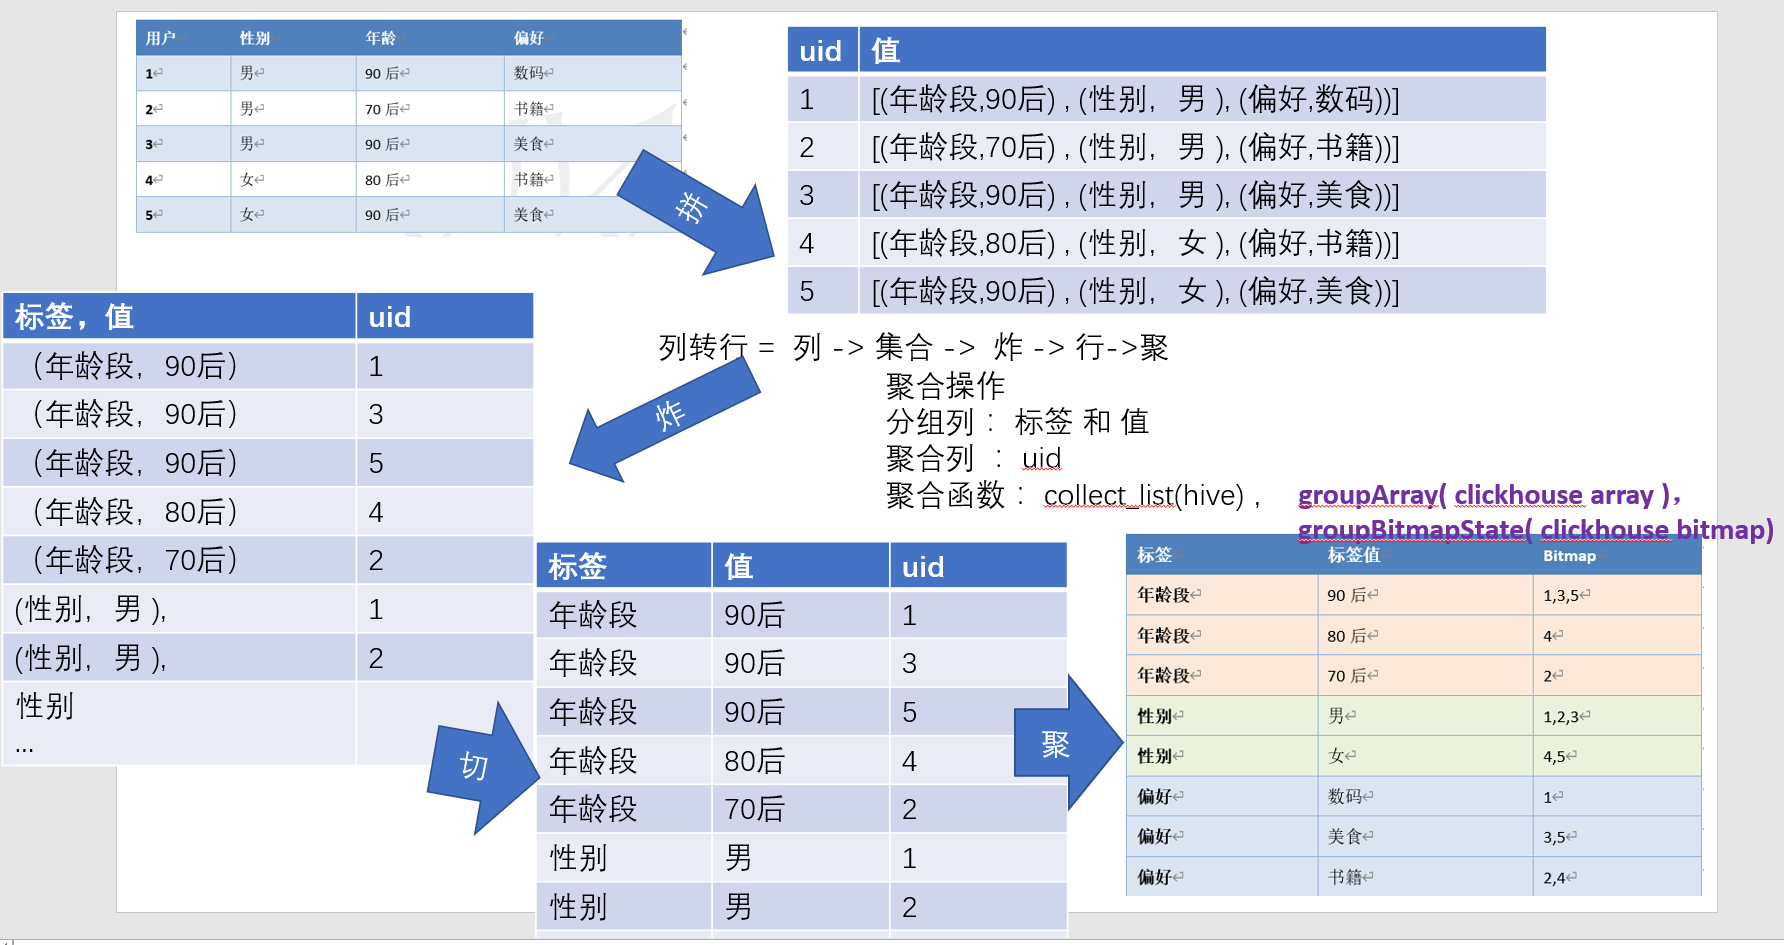 用户 性别 年龄 偏好
1 男 90 后 数码
2 男 70 后 书籍
3 男 90 后 美食
4 女 80 后 书籍
5 女 90 后 美食
拼
uid 值
1 [(年龄段,90后) , (性别, 男 ), (偏好,数码))]
2 [(年龄段,70后) , (性别, 男 ), (偏好,书籍))]
3 [(年龄段,90后) , (性别, 男 ), (偏好,美食))]
4 [(年龄段,80后) , (性别, 女 ), (偏好,书籍))]
5 [(年龄段,90后) , (性别, 女 ), (偏好,美食))]
列转行 = 列 -> 集合 -> 炸 -> 行->聚
聚合操作
分组列 ： 标签 和 值
聚合列 ： uid
聚合函数 ： collect_list(hive) , groupArray( clickhouse array )，
groupBitmapState( clickhouse bitmap)
炸
标签，值 uid
（年龄段，90后） 1
（年龄段，90后） 3
（年龄段，90后） 5
（年龄段，80后） 4
（年龄段，70后） 2
(性别, 男 ), 1
(性别, 男 ), 2
性别
...
切
标签 值 uid
年龄段 90后 1
年龄段 90后 3
年龄段 90后 5
年龄段 80后 4
年龄段 70后 2
性别 男 1
性别 男 2
聚
标签 标签值 Bitmap
年龄段 90 后 1,3,5
年龄段 80 后 4
年龄段 70 后 2
性别 男 1,2,3
性别 女 4,5
偏好 数码 1
偏好 美食 3,5
偏好 书籍 2,4